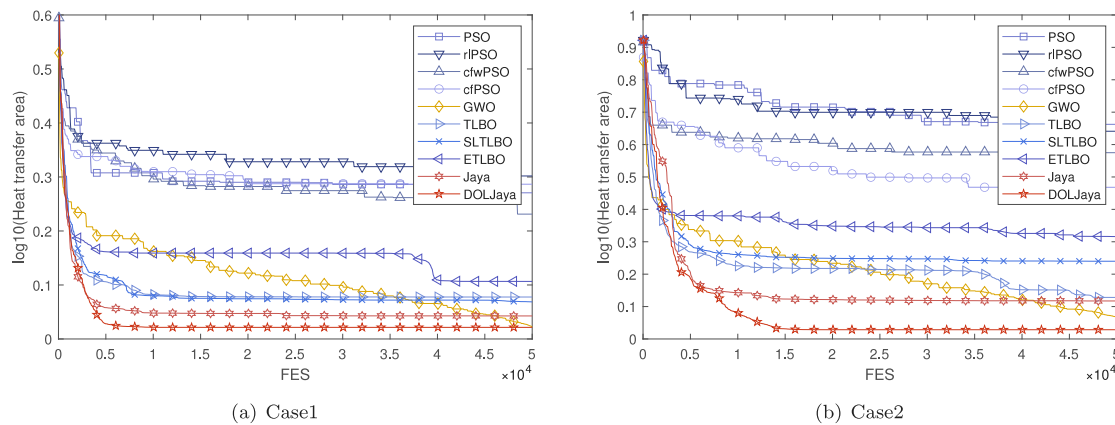 0.6
0.5
0.4
0.3
0.2
0.1
0
log10(Heat transfer area)
PSO
rlPSO
cfwPSO
cfPSO
GWO
TLBO
SLTLBO
ETLBO
Jaya
DOLJaya
0 0.5 1 1.5 2 2.5 3 3.5 4 4.5 5
FES
×10^4
(a) Case1
1
0.9
0.8
0.7
0.6
0.5
0.4
0.3
0.2
0.1
0
log10(Heat transfer area)
PSO
rlPSO
cfwPSO
cfPSO
GWO
TLBO
SLTLBO
ETLBO
Jaya
DOLJaya
0 0.5 1 1.5 2 2.5 3 3.5 4 4.5 5
FES
×10^4
(b) Case2